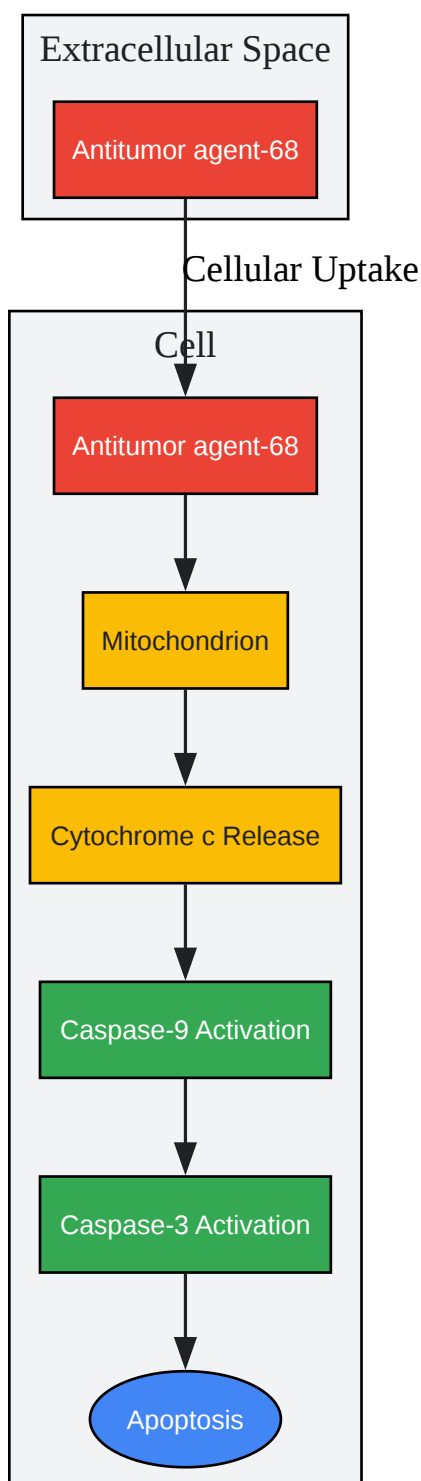 Extracellular Space
Antitumor agent-68
Cellular Uptake
Cell
Antitumor agent-68
Mitochondrion
Cytochrome c Release
Caspase-9 Activation
Caspase-3 Activation
Apoptosis